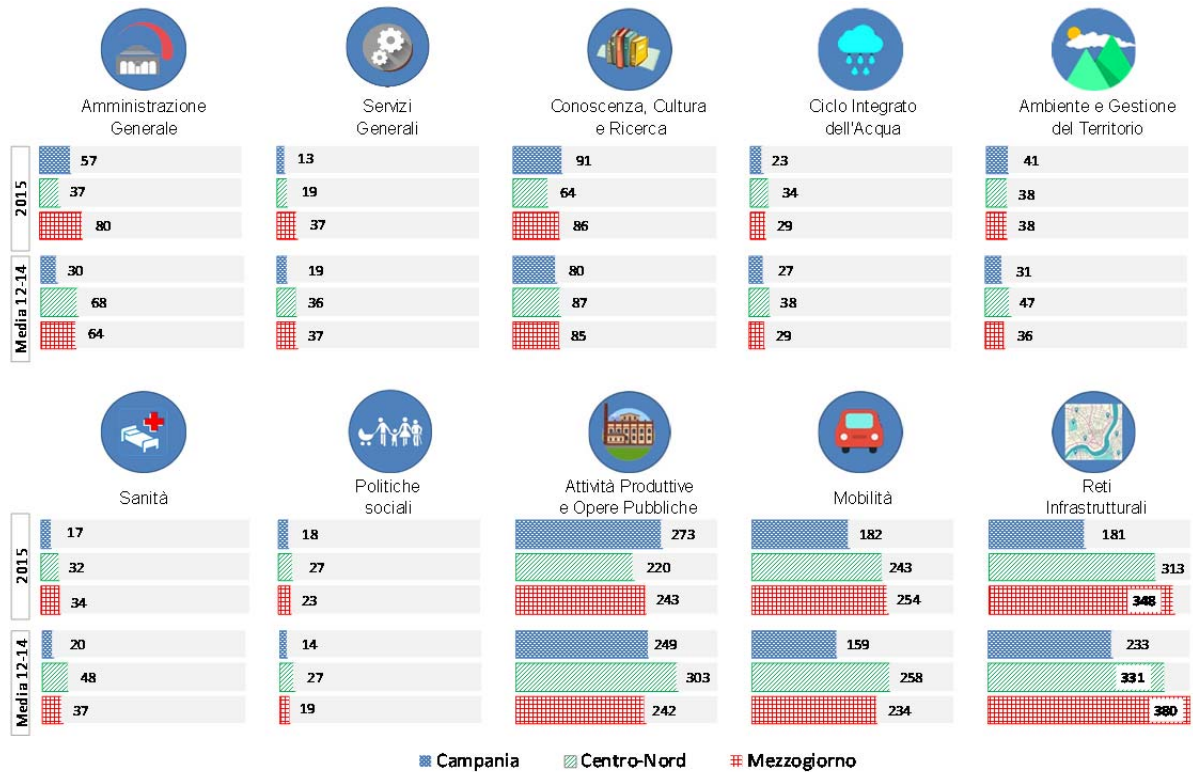 Amministrazione
Generale
Servizi
Generali
Conoscenza, Cultura
e Ricerca
Ciclo Integrato
dell'Acqua
Ambiente e Gestione
del Territorio
2015
57
37
80
13
19
37
91
64
86
23
34
29
41
38
38
Media 12-14
30
68
64
19
36
37
80
87
85
27
38
29
31
47
36
Sanità
Politiche
sociali
Attività Produttive
e Opere Pubbliche
Mobilità
Reti
Infrastrutturali
2015
17
32
34
18
27
23
273
220
243
182
243
254
181
313
348
Media 12-14
20
48
37
14
27
19
249
303
242
159
258
234
233
331
380
Campania Centro-Nord Mezzogiorno